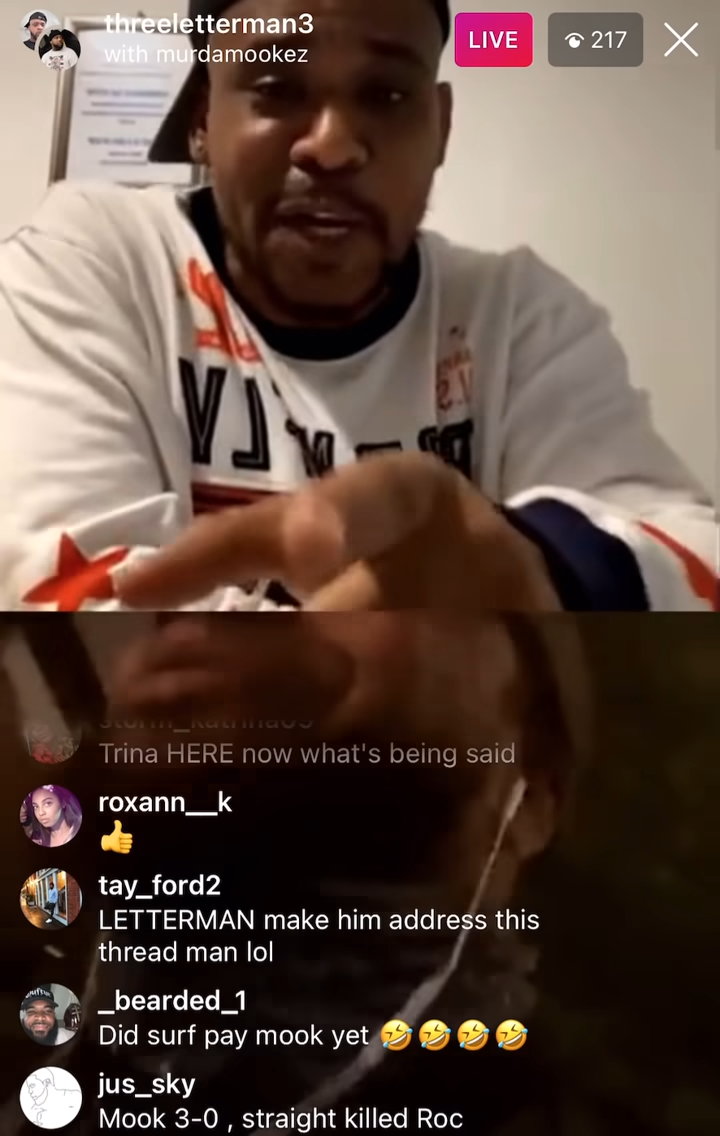 threeletterman3
with murdamookez
LIVE
217
storm_katrina09
Trina HERE now what's being said
roxann__k
👍
tay_ford2
LETTERMAN make him address this
thread man lol
_bearded_1
Did surf pay mook yet 🤣🤣🤣🤣
jus_sky
Mook 3-0 , straight killed Roc